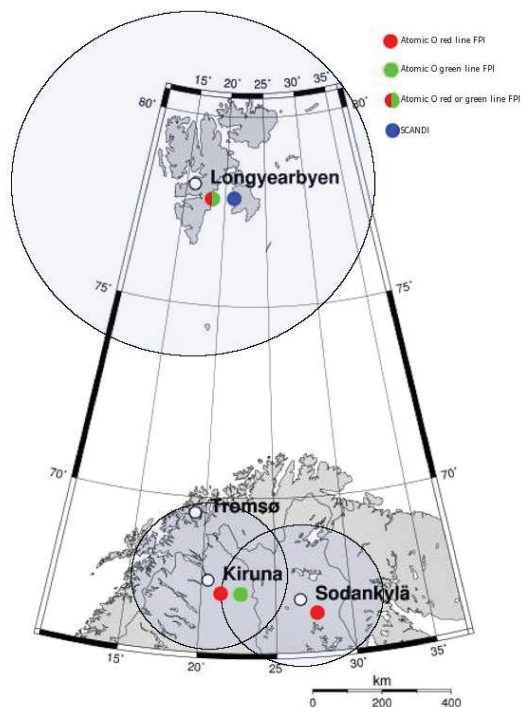 Atomic O red line FPI
Atomic O green line FPI
Atomic O red or green line FPI
SCANDI
15° 20° 25° 30° 35°
80° 80°
Longyearbyen
75° 75°
70° 70°
Tromsø
Kiruna
Sodankylä
15° 20° 25° 30° 35°
km
0 200 400